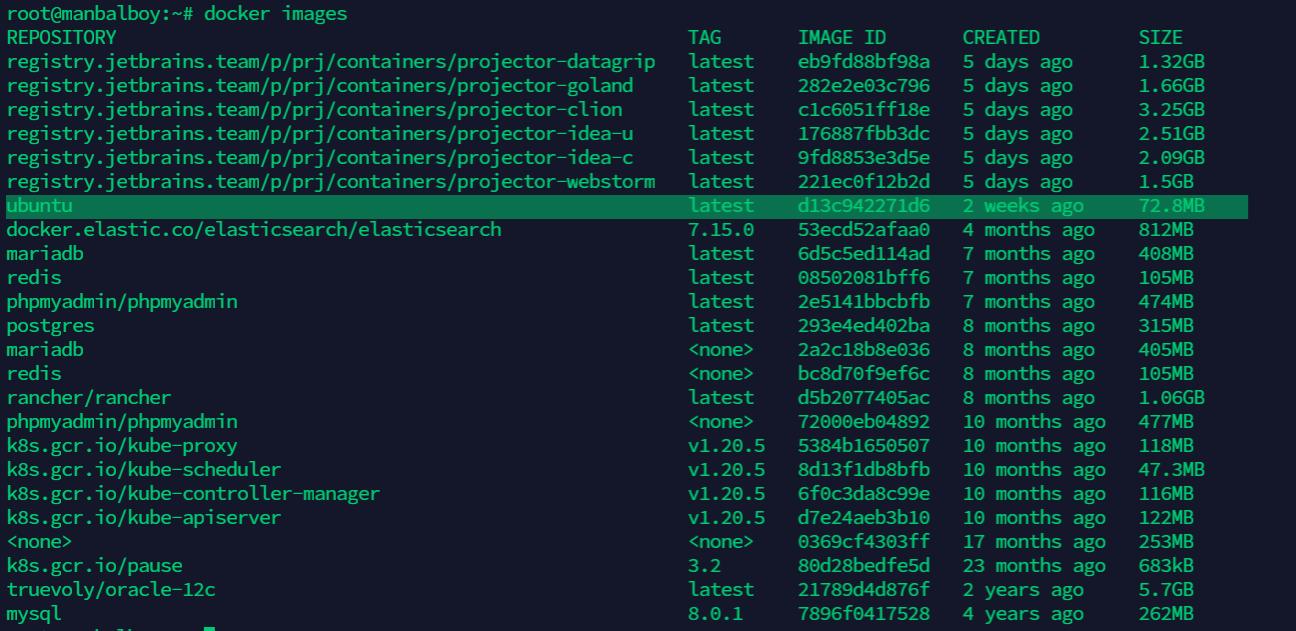 root@manbalboy:~# docker images
REPOSITORY TAG IMAGE ID CREATED SIZE
registry.jetbrains.team/p/prj/containers/projector-datagrip latest eb9fd88bf98a 5 days ago 1.32GB
registry.jetbrains.team/p/prj/containers/projector-goland latest 282e2e03c796 5 days ago 1.66GB
registry.jetbrains.team/p/prj/containers/projector-clion latest c1c6051ff18e 5 days ago 3.25GB
registry.jetbrains.team/p/prj/containers/projector-idea-u latest 176887fbb3dc 5 days ago 2.51GB
registry.jetbrains.team/p/prj/containers/projector-idea-c latest 9fd8853e3d5e 5 days ago 2.09GB
registry.jetbrains.team/p/prj/containers/projector-webstorm latest 221ec0f12b2d 5 days ago 1.5GB
ubuntu latest d13c942271d6 2 weeks ago 72.8MB
docker.elastic.co/elasticsearch/elasticsearch 7.15.0 53ecd52afaa0 4 months ago 812MB
mariadb latest 6d5c5ed114ad 7 months ago 408MB
redis latest 08502081bff6 7 months ago 105MB
phpmyadmin/phpmyadmin latest 2e5141bbcbfb 7 months ago 474MB
postgres latest 293e4ed402ba 8 months ago 315MB
mariadb <none> 2a2c18b8e036 8 months ago 405MB
redis <none> bc8d70f9ef6c 8 months ago 105MB
rancher/rancher latest d5b2077405ac 8 months ago 1.06GB
phpmyadmin/phpmyadmin <none> 72000eb04892 10 months ago 477MB
k8s.gcr.io/kube-proxy v1.20.5 5384b1650507 10 months ago 118MB
k8s.gcr.io/kube-scheduler v1.20.5 8d13f1db8bfb 10 months ago 47.3MB
k8s.gcr.io/kube-controller-manager v1.20.5 6f0c3da8c99e 10 months ago 116MB
k8s.gcr.io/kube-apiserver v1.20.5 d7e24aeb3b10 10 months ago 122MB
<none> <none> 0369cf4303ff 17 months ago 253MB
k8s.gcr.io/pause 3.2 80d28bedfe5d 23 months ago 683kB
truevoly/oracle-12c latest 21789d4d876f 2 years ago 5.7GB
mysql 8.0.1 7896f0417528 4 years ago 262MB